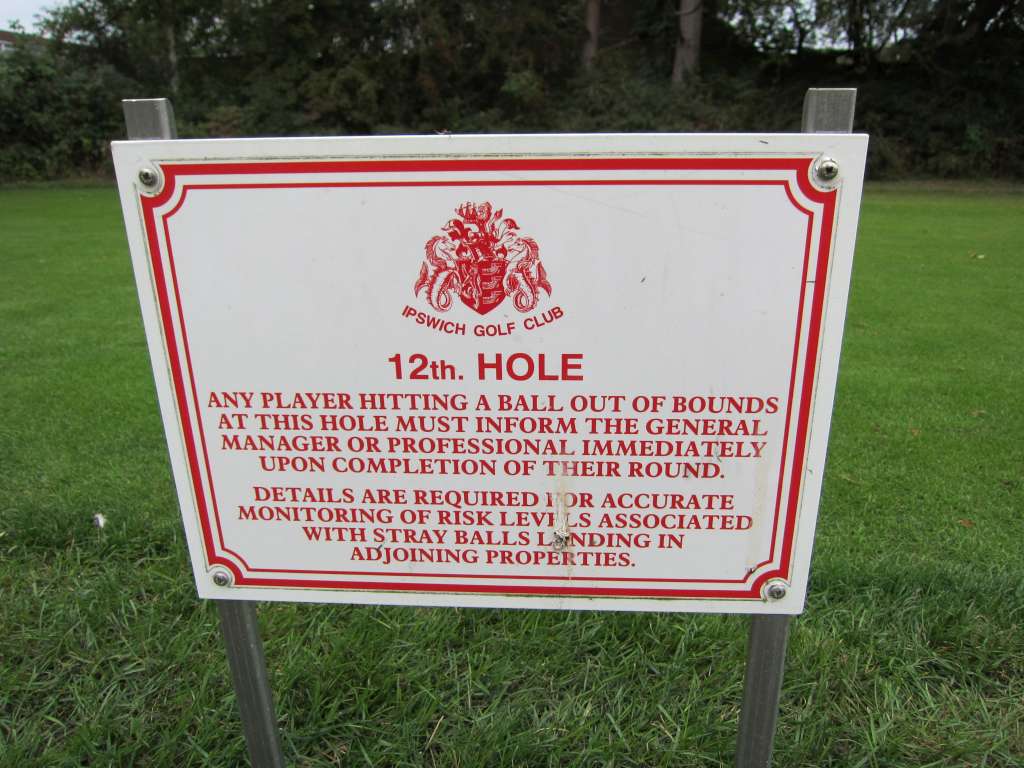 IPSWICH GOLF CLUB
12th. HOLE
ANY PLAYER HITTING A BALL OUT OF BOUNDS
AT THIS HOLE MUST INFORM THE GENERAL
MANAGER OR PROFESSIONAL IMMEDIATELY
UPON COMPLETION OF THEIR ROUND.
DETAILS ARE REQUIRED FOR ACCURATE
MONITORING OF RISK LEVELS ASSOCIATED
WITH STRAY BALLS LANDING IN
ADJOINING PROPERTIES.